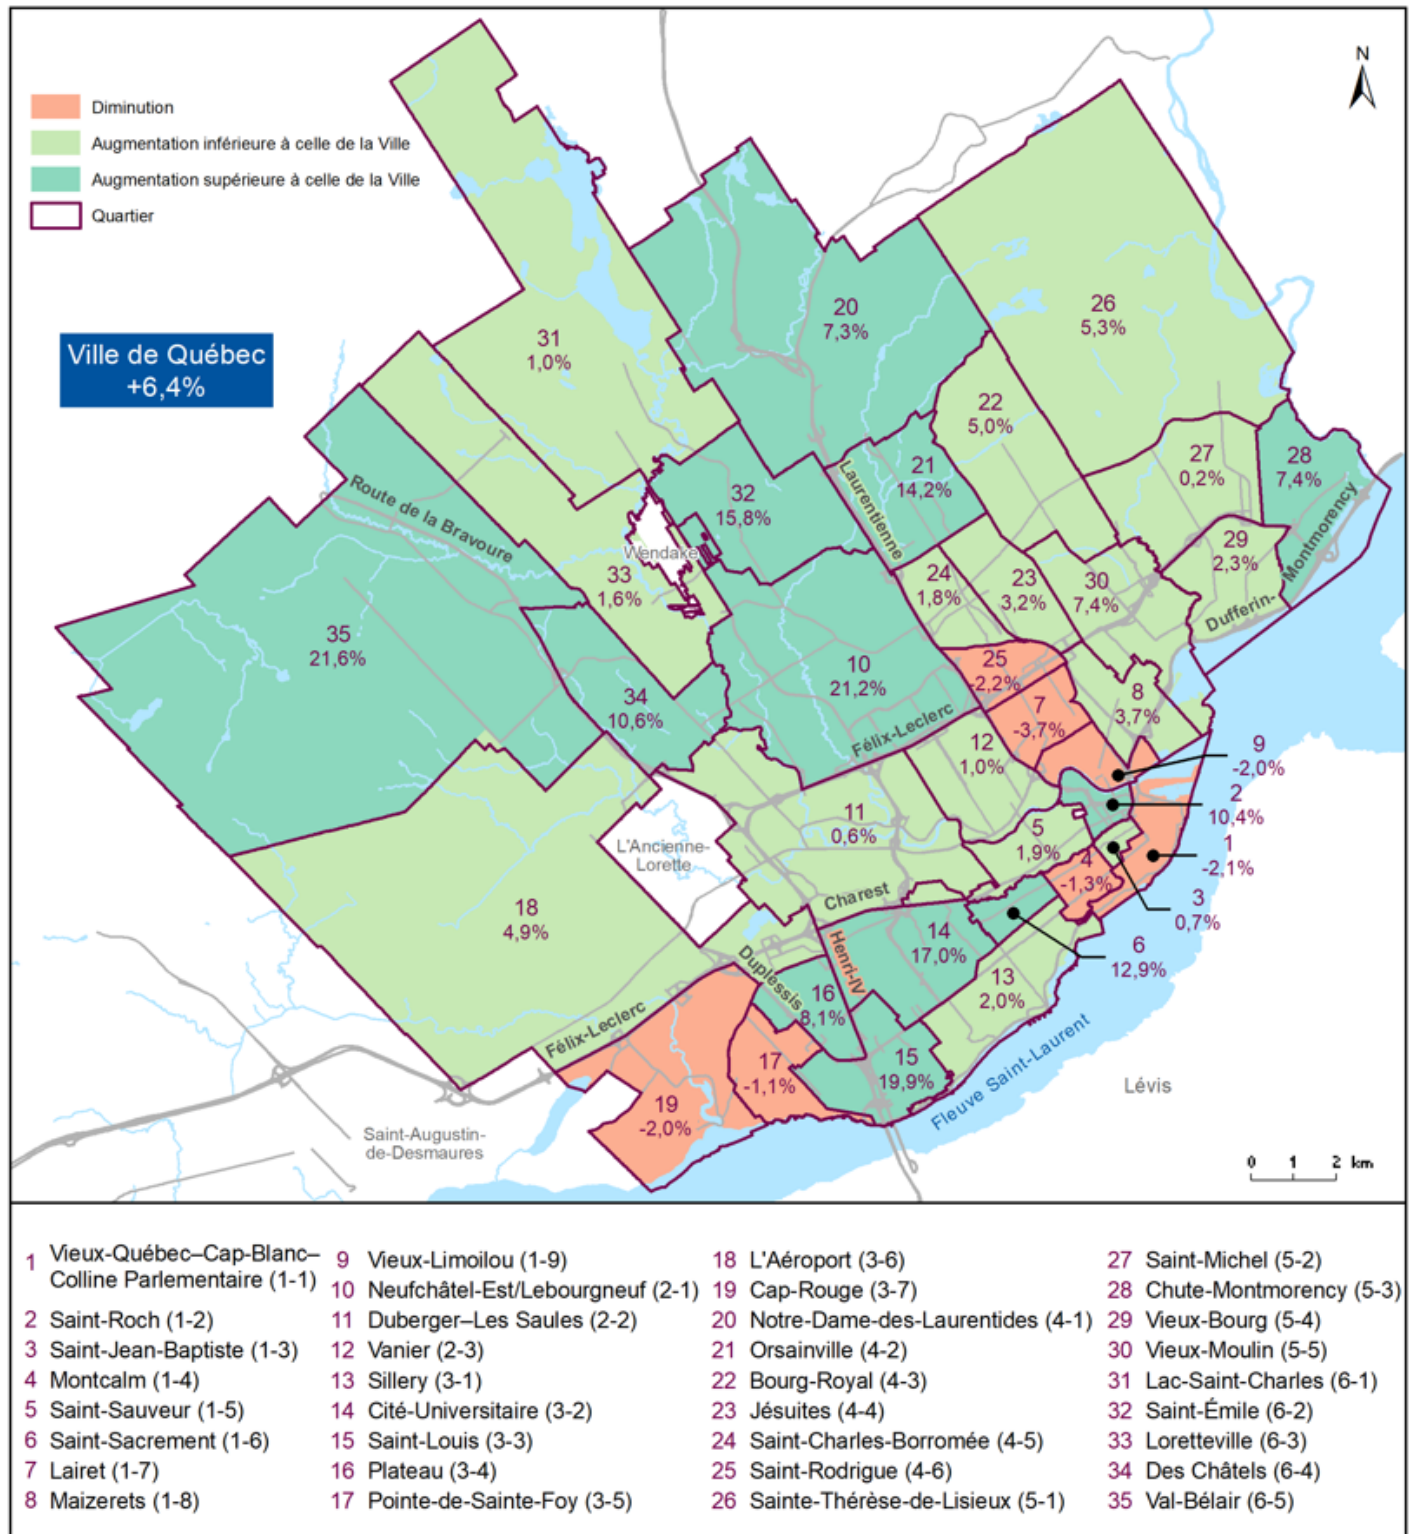 N
Diminution
Augmentation inférieure à celle de la Ville
Augmentation supérieure à celle de la Ville
Quartier
Ville de Québec
+6,4%
31
1,0%
20
7,3%
26
5,3%
22
5,0%
27
0,2%
28
7,4%
21
14,2%
32
15,8%
Laurentienne
Route de la Bravoure
Wendake
29
2,3%
Montmorency
Dufferin-
33
1,6%
24
1,8%
23
3,2%
30
7,4%
35
21,6%
34
10,6%
10
21,2%
25
-2,2%
7
-3,7%
8
3,7%
Félix-Leclerc
12
1,0%
9
-2,0%
2
10,4%
11
0,6%
5
1,9%
1
-2,1%
L'Ancienne-
Lorette
4
-1,3%
3
0,7%
Charest
18
4,9%
14
17,0%
6
12,9%
Henri-IV
Duplessis
16
8,1%
13
2,0%
Félix-Leclerc
17
-1,1%
15
19,9%
19
-2,0%
Fleuve Saint-Laurent
Lévis
Saint-Augustin-
de-Desmaures
0 1 2 km
1 Vieux-Québec–Cap-Blanc–
Colline Parlementaire (1-1)
2 Saint-Roch (1-2)
3 Saint-Jean-Baptiste (1-3)
4 Montcalm (1-4)
5 Saint-Sauveur (1-5)
6 Saint-Sacrement (1-6)
7 Lairet (1-7)
8 Maizerets (1-8)
9 Vieux-Limoilou (1-9)
10 Neufchâtel-Est/Lebourgneuf (2-1)
11 Duberger–Les Saules (2-2)
12 Vanier (2-3)
13 Sillery (3-1)
14 Cité-Universitaire (3-2)
15 Saint-Louis (3-3)
16 Plateau (3-4)
17 Pointe-de-Sainte-Foy (3-5)
18 L'Aéroport (3-6)
19 Cap-Rouge (3-7)
20 Notre-Dame-des-Laurentides (4-1)
21 Orsainville (4-2)
22 Bourg-Royal (4-3)
23 Jésuites (4-4)
24 Saint-Charles-Borromée (4-5)
25 Saint-Rodrigue (4-6)
26 Sainte-Thérèse-de-Lisieux (5-1)
27 Saint-Michel (5-2)
28 Chute-Montmorency (5-3)
29 Vieux-Bourg (5-4)
30 Vieux-Moulin (5-5)
31 Lac-Saint-Charles (6-1)
32 Saint-Émile (6-2)
33 Loretteville (6-3)
34 Des Châtels (6-4)
35 Val-Bélair (6-5)